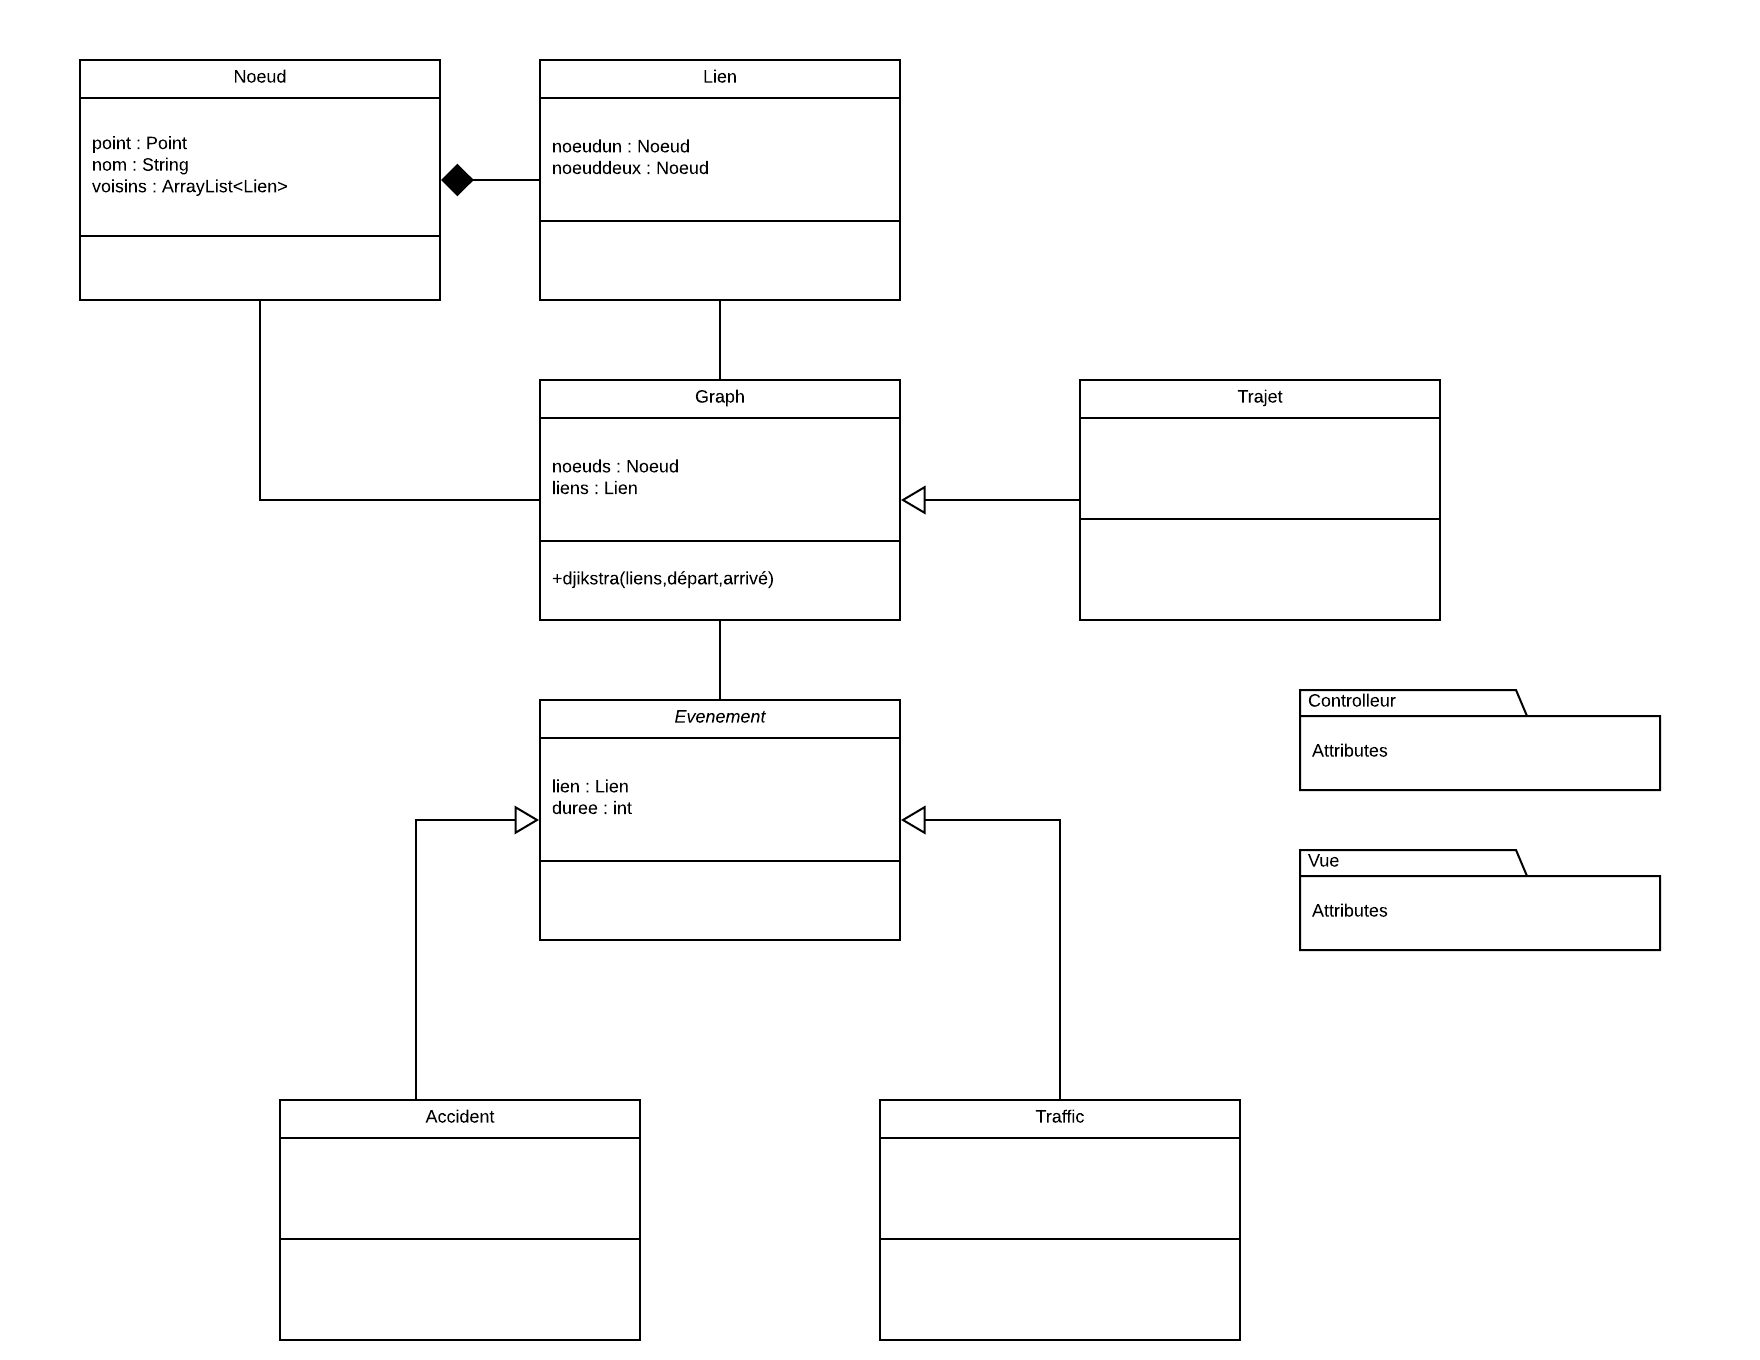 Noeud
point : Point
nom : String
voisins : ArrayList<Lien>
Lien
noeudun : Noeud
noeuddeux : Noeud
Graph
noeuds : Noeud
liens : Lien
+djikstra(liens,départ,arrivé)
Trajet
Evenement
lien : Lien
duree : int
Controlleur
Attributes
Vue
Attributes
Accident
Traffic